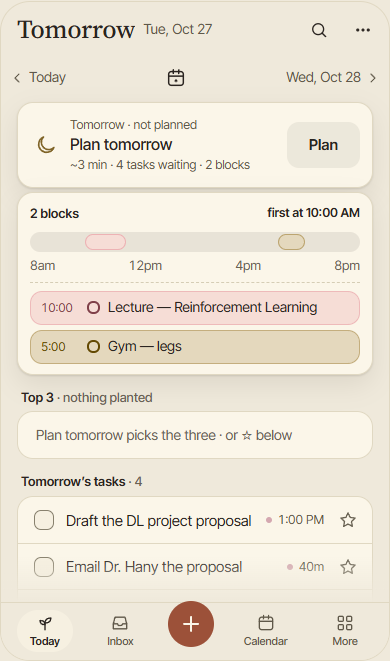 Tomorrow Tue, Oct 27
Today Wed, Oct 28
Tomorrow · not planned
Plan tomorrow
~3 min · 4 tasks waiting · 2 blocks
Plan
2 blocks first at 10:00 AM
8am 12pm 4pm 8pm
10:00 Lecture — Reinforcement Learning
5:00 Gym — legs
Top 3 · nothing planted
Plan tomorrow picks the three · or ☆ below
Tomorrow's tasks · 4
Draft the DL project proposal 1:00 PM
Email Dr. Hany the proposal 40m
Today Inbox Calendar More